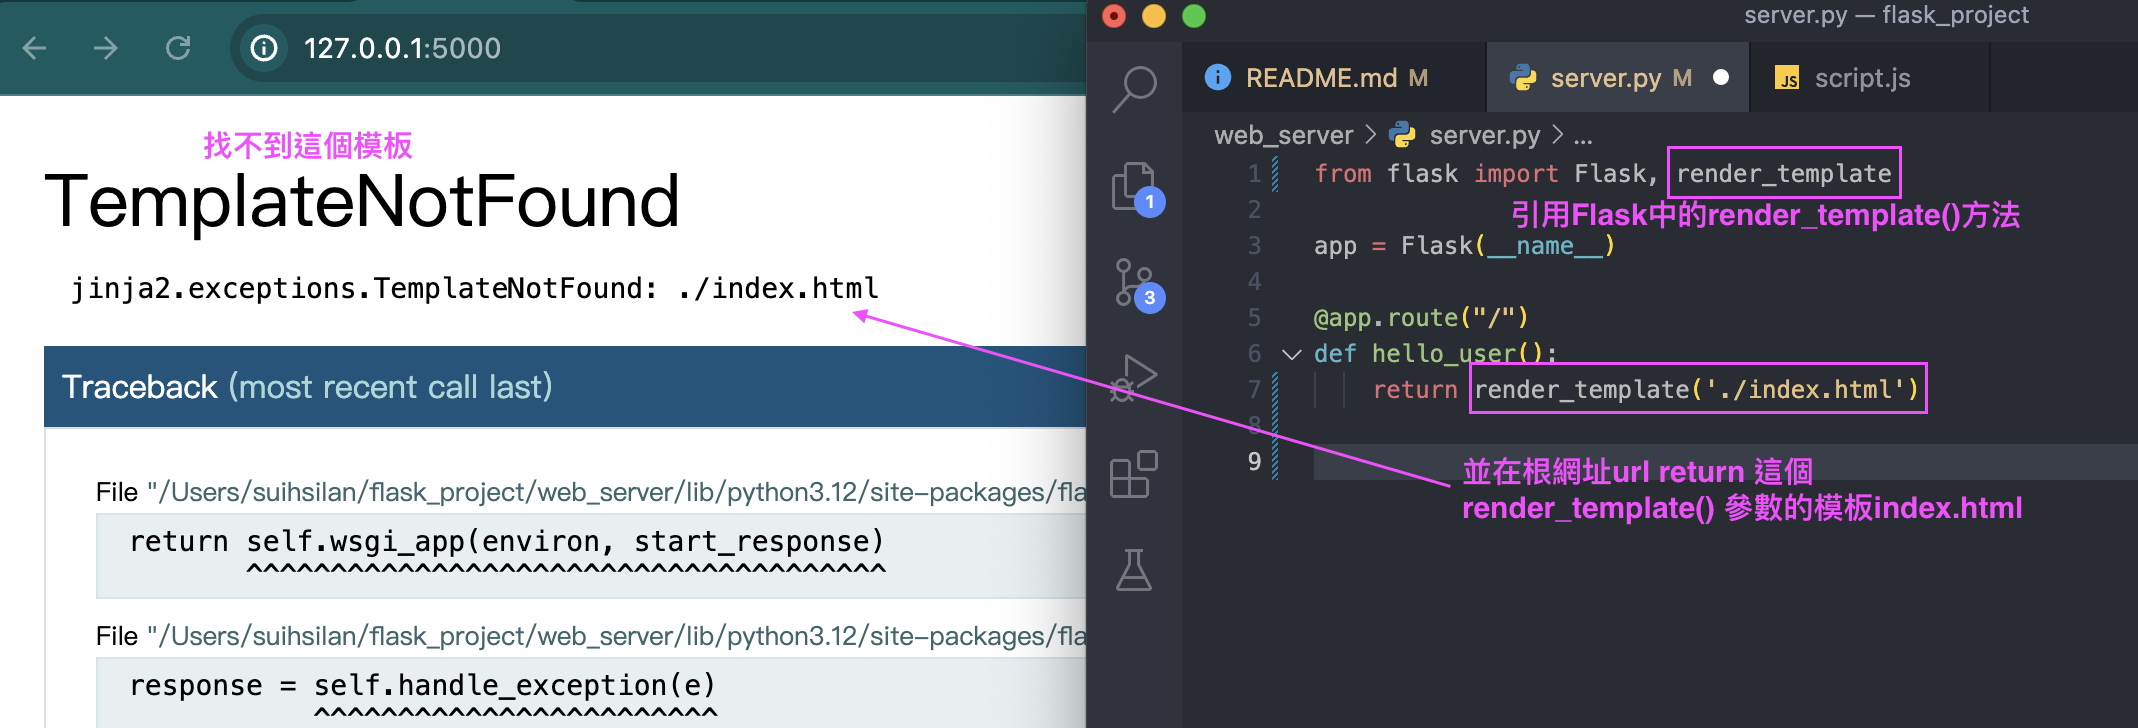 127.0.0.1:5000
找不到這個模板
TemplateNotFound
jinja2.exceptions.TemplateNotFound: ./index.html
Traceback (most recent call last)
File "/Users/suihsilan/flask_project/web_server/lib/python3.12/site-packages/fla
return self.wsgi_app(environ, start_response)
^^^^^^^^^^^^^^^^^^^^^^^^^^^^^^^^^^^^^^
File "/Users/suihsilan/flask_project/web_server/lib/python3.12/site-packages/fla
response = self.handle_exception(e)
^^^^^^^^^^^^^^^^^^^^^^^^
server.py — flask_project
README.md M
server.py M
JS script.js
web_server > server.py > ...
1
3
1 from flask import Flask, render_template
引用Flask中的render_template()方法
2
3 app = Flask(__name__)
4
5 @app.route("/")
6 def hello_user():
7 return render_template('./index.html')
8
9
並在根網址url return 這個
render_template() 參數的模板index.html